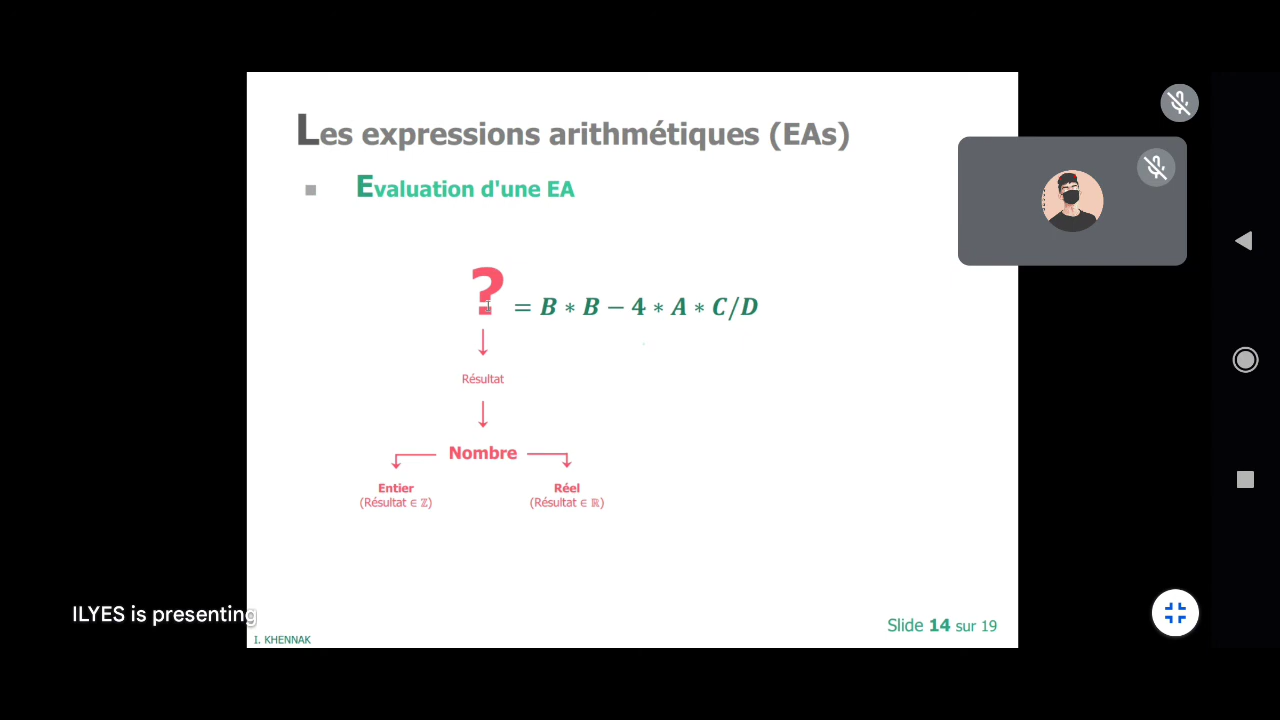 Les expressions arithmétiques (EAs)
Evaluation d'une EA
? = B * B − 4 * A * C/D
Résultat
Nombre
Entier
(Résultat ∈ ℤ)
Réel
(Résultat ∈ ℝ)
ILYES is presenting
I. KHENNAK
Slide 14 sur 19